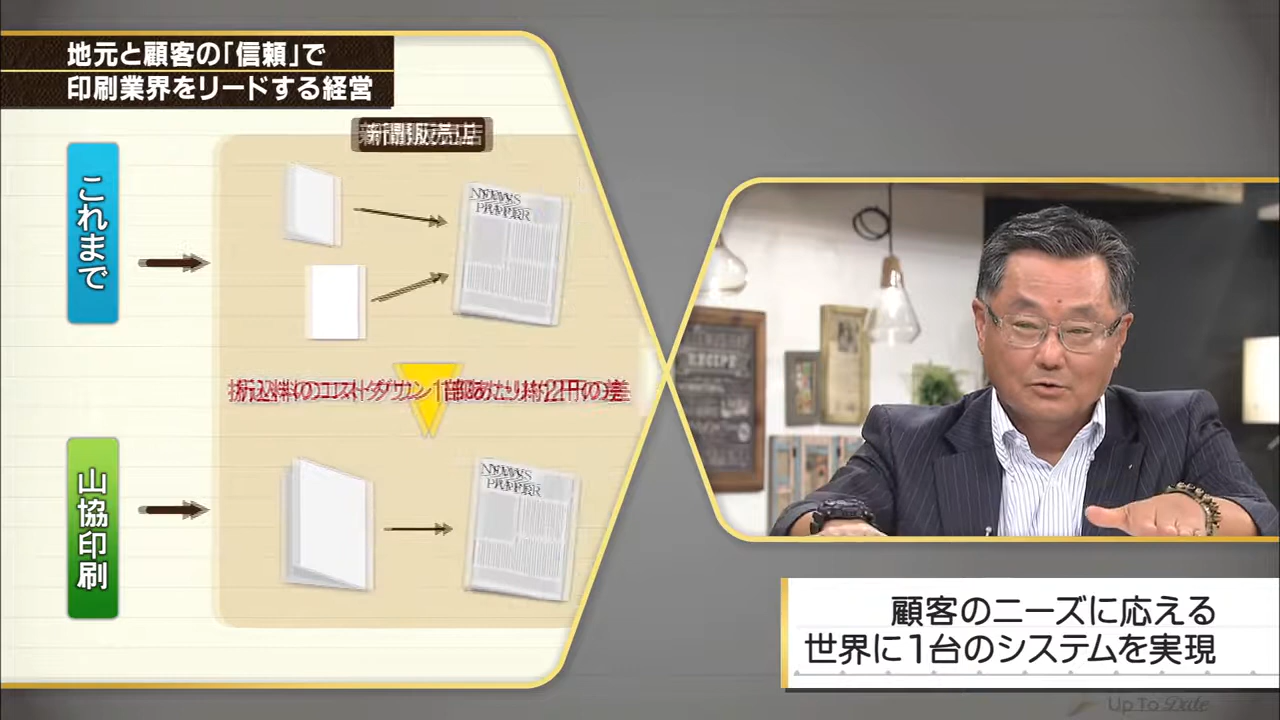 地元と顧客の「信頼」で
印刷業界をリードする経営
新聞販売店
これまで
NEWS
PAPER
折込料のコストダウン 1部あたり約2円の差
山協印刷
NEWS
PAPER
RECIPE
顧客のニーズに応える
世界に1台のシステムを実現
Up To Date